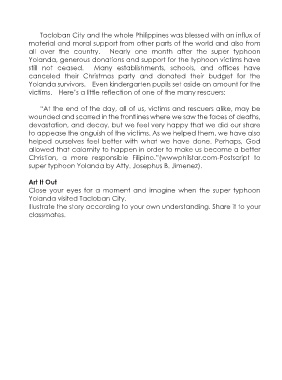 Tacloban City and the whole Philippines was blessed with an influx of
material and moral support from other parts of the world and also from
all over the country. Nearly one month after the super typhoon
Yolanda, generous donations and support for the typhoon victims have
still not ceased. Many establishments, schools, and offices have
canceled their Christmas party and donated their budget for the
Yolanda survivors. Even kindergarten pupils set aside an amount for the
victims. Here's a little reflection of one of the many rescuers:
"At the end of the day, all of us, victims and rescuers alike, may be
wounded and scarred in the frontlines where we saw the faces of deaths,
devastation, and decay, but we feel very happy that we did our share
to appease the anguish of the victims. As we helped them, we have also
helped ourselves feel better with what we have done. Perhaps, God
allowed that calamity to happen in order to make us become a better
Christian, a more responsible Filipino."(wwwphilstar.com-Postscript to
super typhoon Yolanda by Atty. Josephus B. Jimenez).
Art It Out
Close your eyes for a moment and imagine when the super typhoon
Yolanda visited Tacloban City.
Illustrate the story according to your own understanding. Share it to your
classmates.